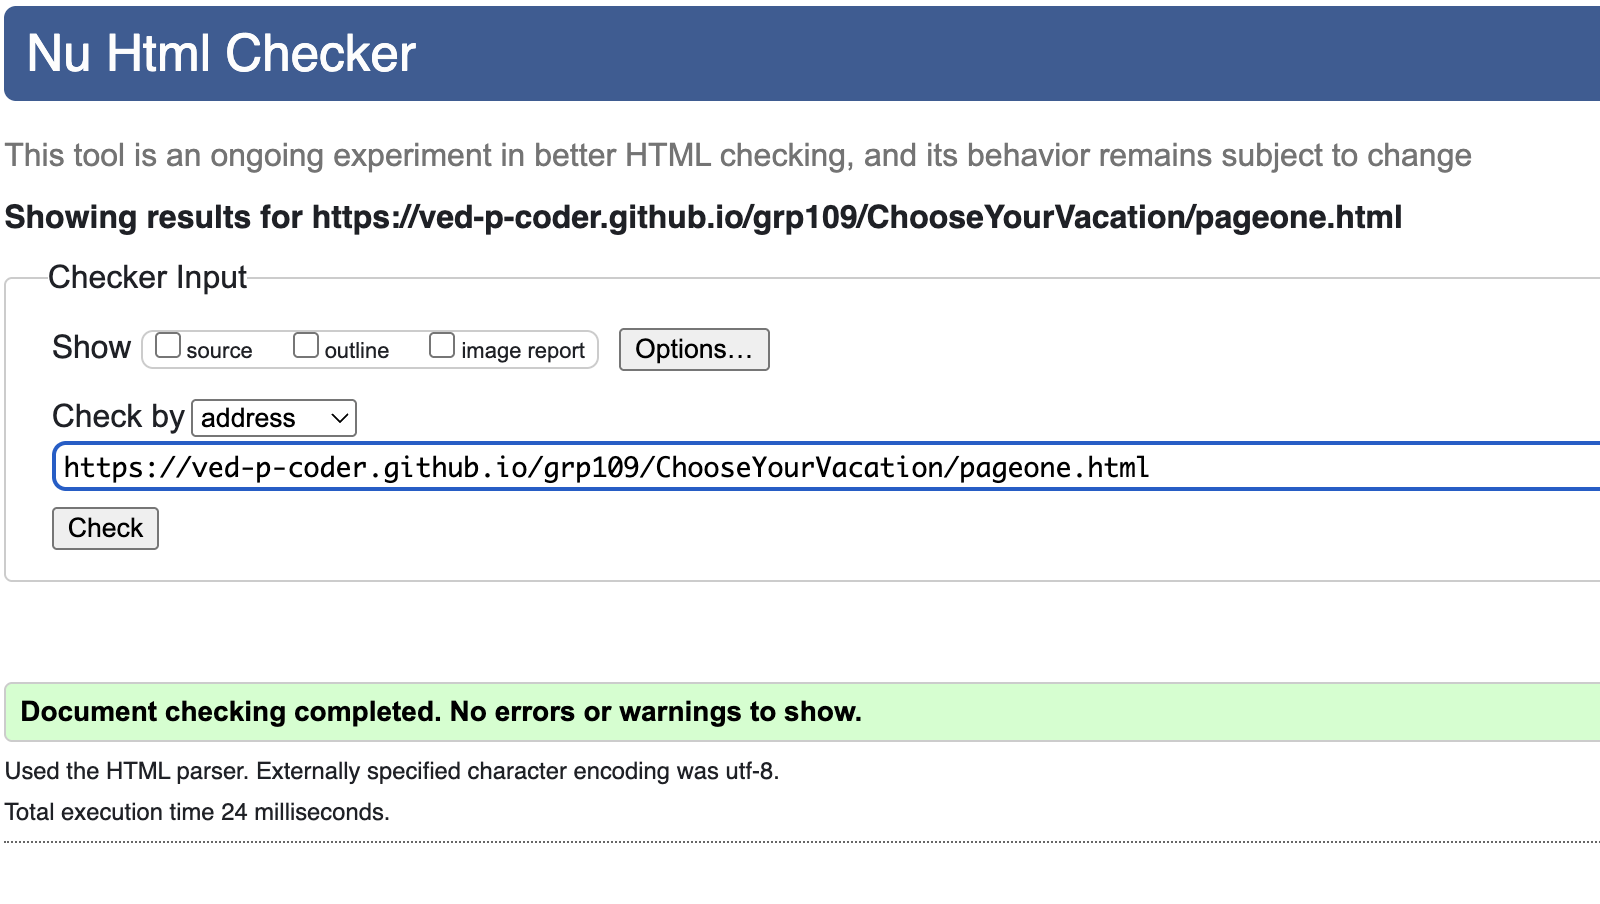 Nu Html Checker
This tool is an ongoing experiment in better HTML checking, and its behavior remains subject to change
Showing results for https://ved-p-coder.github.io/grp109/ChooseYourVacation/pageone.html
Checker Input
Show source outline image report Options...
Check by address
https://ved-p-coder.github.io/grp109/ChooseYourVacation/pageone.html
Check
Document checking completed. No errors or warnings to show.
Used the HTML parser. Externally specified character encoding was utf-8.
Total execution time 24 milliseconds.